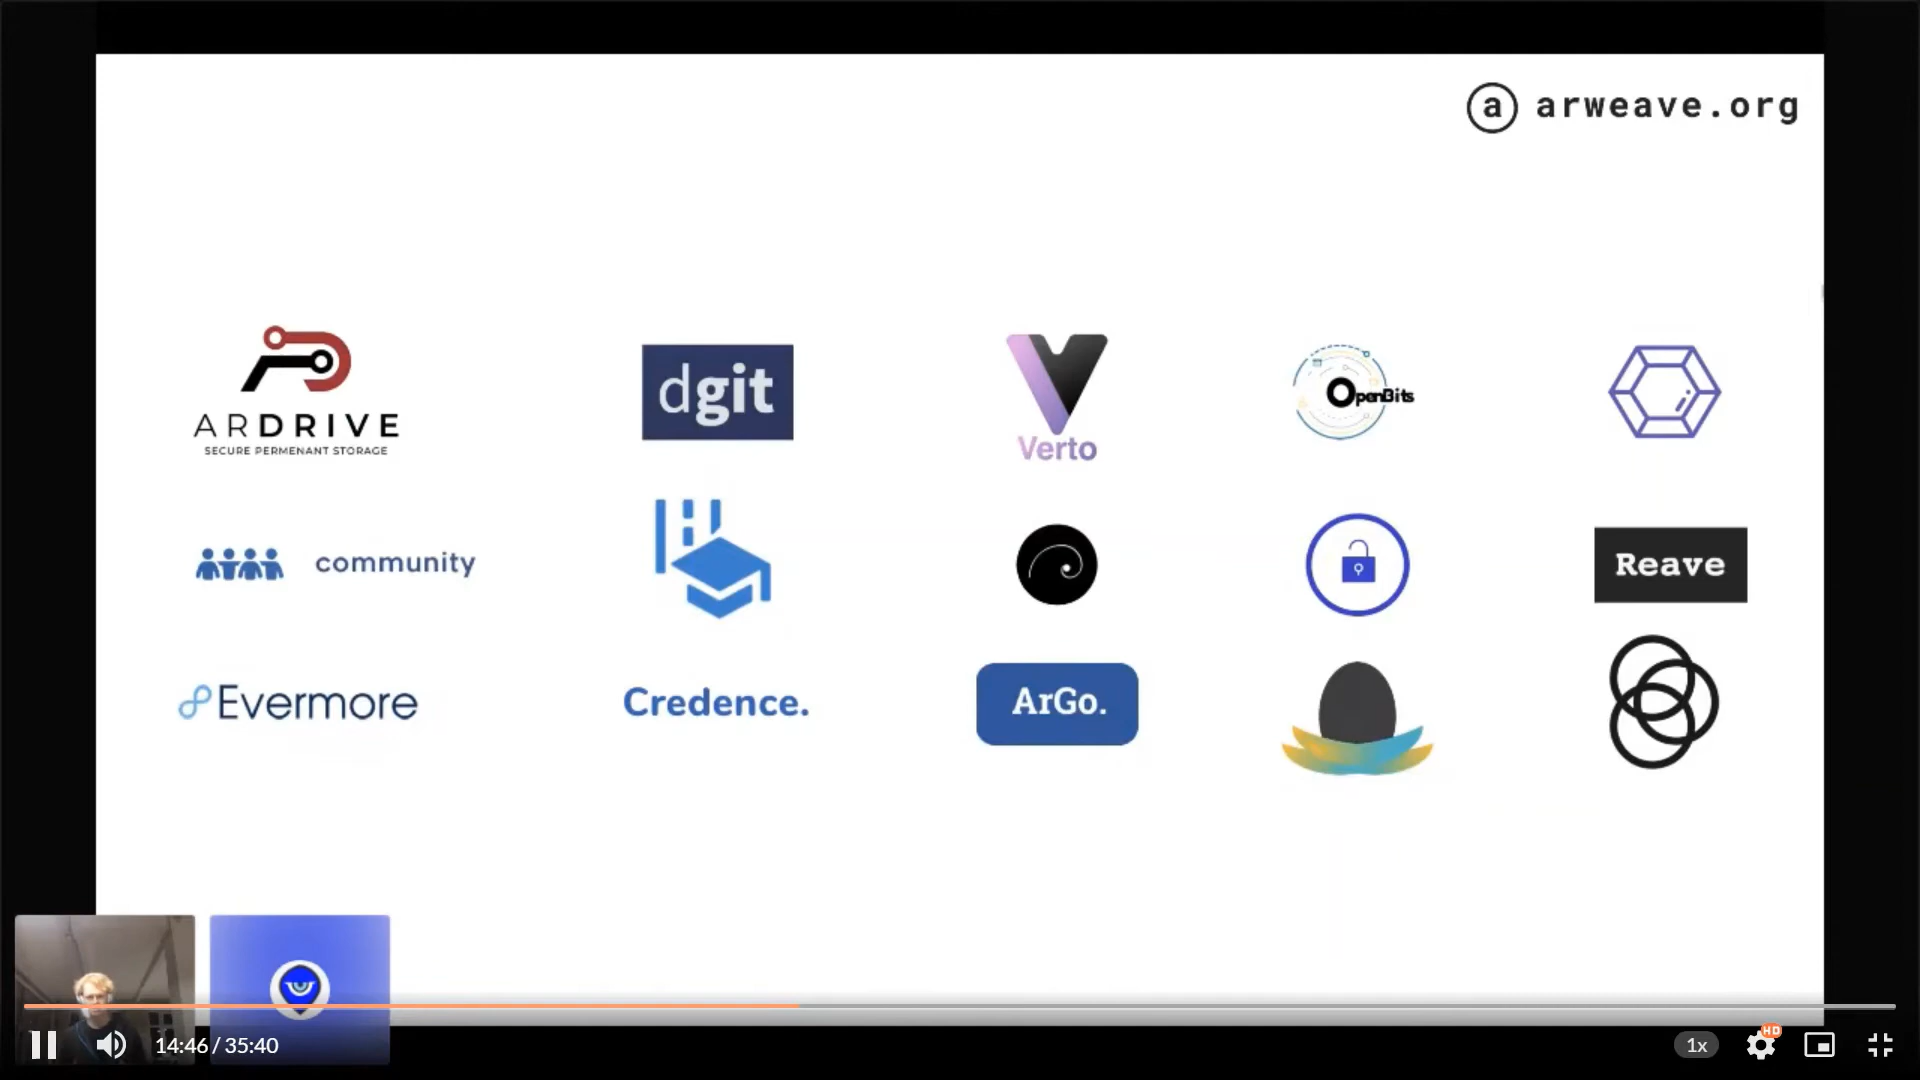 a arweave.org
ARDRIVE
SECURE PERMENANT STORAGE
dgit
Verto
OpenBits
community
Reave
Evermore
Credence.
ArGo.
14:46 / 35:40
1x
HD